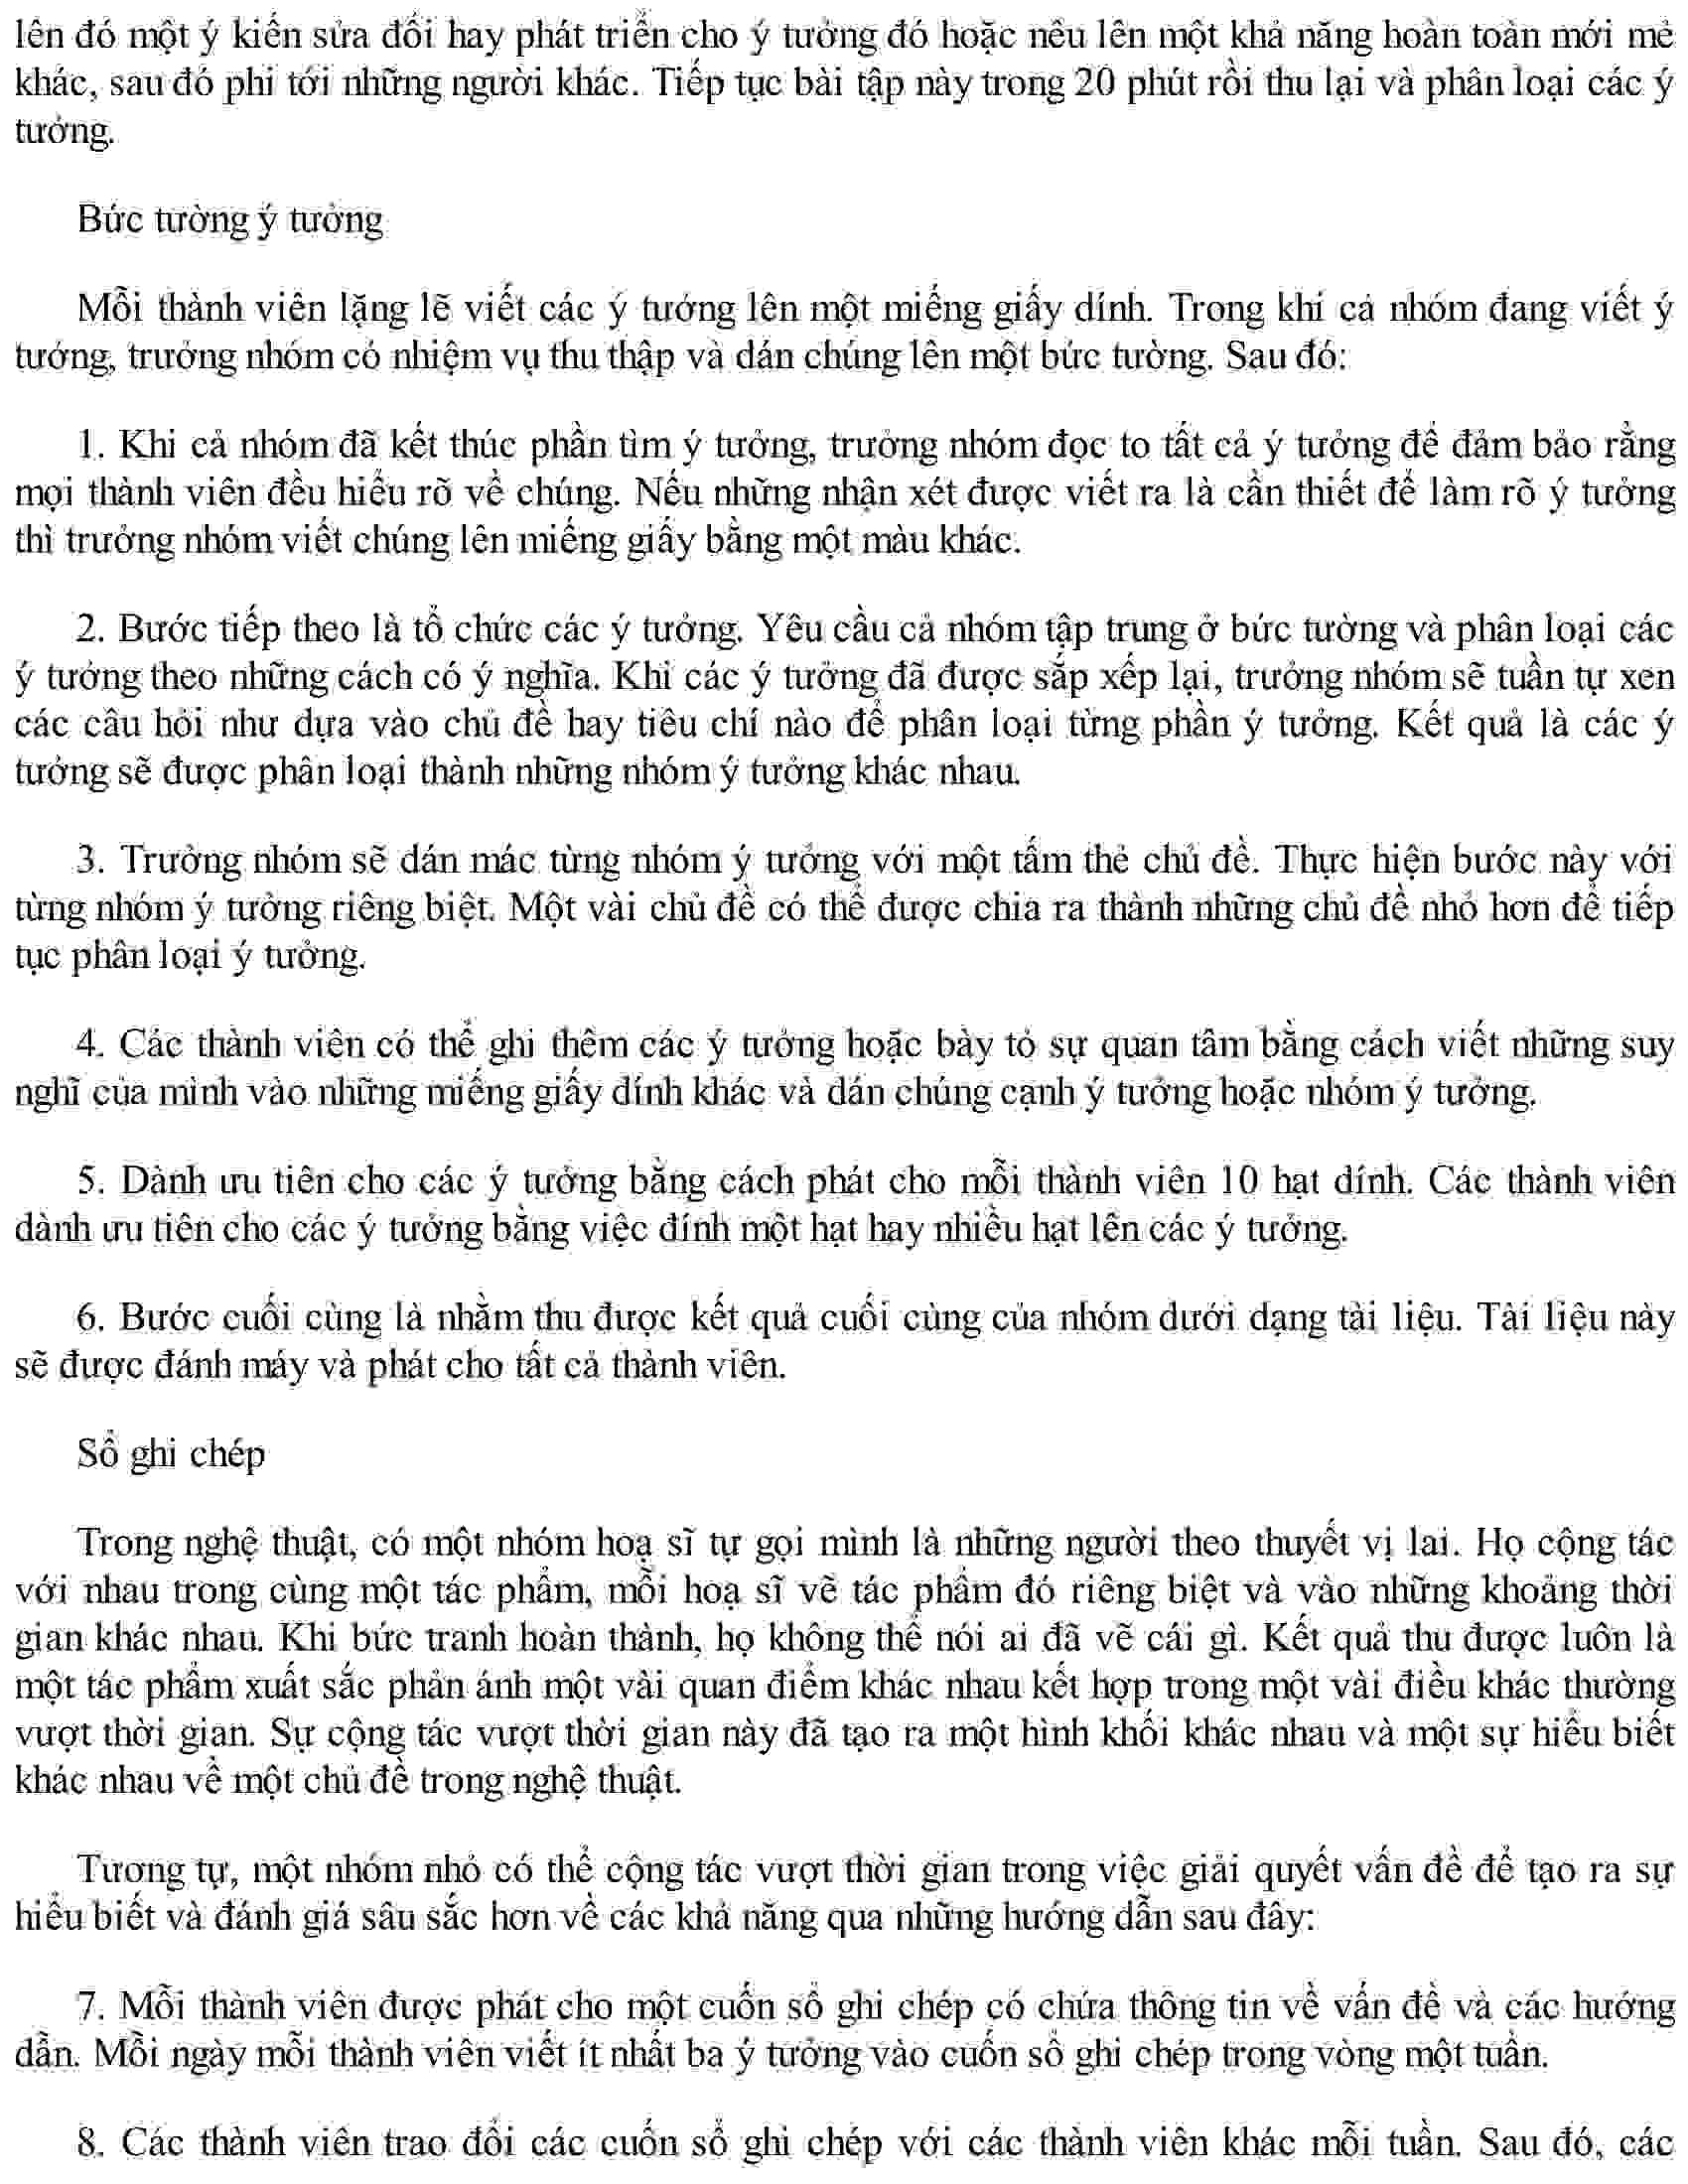 lên đó một ý kiến sửa đổi hay phát triển cho ý tưởng đó hoặc nêu lên một khả năng hoàn toàn mới mẻ
khác, sau đó phi tới những người khác. Tiếp tục bài tập này trong 20 phút rồi thu lại và phân loại các ý
tưởng.
Bức tường ý tưởng
Mỗi thành viên lặng lẽ viết các ý tưởng lên một miếng giấy dính. Trong khi cả nhóm đang viết ý
tưởng, trưởng nhóm có nhiệm vụ thu thập và dán chúng lên một bức tường. Sau đó:
1. Khi cả nhóm đã kết thúc phần tìm ý tưởng, trưởng nhóm đọc to tất cả ý tưởng để đảm bảo rằng
mọi thành viên đều hiểu rõ về chúng. Nếu những nhận xét được viết ra là cần thiết để làm rõ ý tưởng
thì trưởng nhóm viết chúng lên miếng giấy bằng một màu khác.
2. Bước tiếp theo là tổ chức các ý tưởng. Yêu cầu cả nhóm tập trung ở bức tường và phân loại các
ý tưởng theo những cách có ý nghĩa. Khi các ý tưởng đã được sắp xếp lại, trưởng nhóm sẽ tuần tự xen
các câu hỏi như dựa vào chủ đề hay tiêu chí nào để phân loại từng phần ý tưởng. Kết quả là các ý
tưởng sẽ được phân loại thành những nhóm ý tưởng khác nhau.
3. Trưởng nhóm sẽ dán mác từng nhóm ý tưởng với một tấm thẻ chủ đề. Thực hiện bước này với
từng nhóm ý tưởng riêng biệt. Một vài chủ đề có thể được chia ra thành những chủ đề nhỏ hơn để tiếp
tục phân loại ý tưởng.
4. Các thành viên có thể ghi thêm các ý tưởng hoặc bày tỏ sự quan tâm bằng cách viết những suy
nghĩ của mình vào những miếng giấy dính khác và dán chúng cạnh ý tưởng hoặc nhóm ý tưởng.
5. Dành ưu tiên cho các ý tưởng bằng cách phát cho mỗi thành viên 10 hạt dính. Các thành viên
dành ưu tiên cho các ý tưởng bằng việc đính một hạt hay nhiều hạt lên các ý tưởng.
6. Bước cuối cùng là nhằm thu được kết quả cuối cùng của nhóm dưới dạng tài liệu. Tài liệu này
sẽ được đánh máy và phát cho tất cả thành viên.
Sổ ghi chép
Trong nghệ thuật, có một nhóm hoạ sĩ tự gọi mình là những người theo thuyết vị lai. Họ cộng tác
với nhau trong cùng một tác phẩm, mỗi hoạ sĩ vẽ tác phẩm đó riêng biệt và vào những khoảng thời
gian khác nhau. Khi bức tranh hoàn thành, họ không thể nói ai đã vẽ cái gì. Kết quả thu được luôn là
một tác phẩm xuất sắc phản ánh một vài quan điểm khác nhau kết hợp trong một vài điều khác thường
vượt thời gian. Sự cộng tác vượt thời gian này đã tạo ra một hình khối khác nhau và một sự hiểu biết
khác nhau về một chủ đề trong nghệ thuật.
Tương tự, một nhóm nhỏ có thể cộng tác vượt thời gian trong việc giải quyết vấn đề để tạo ra sự
hiểu biết và đánh giá sâu sắc hơn về các khả năng qua những hướng dẫn sau đây:
7. Mỗi thành viên được phát cho một cuốn sổ ghi chép có chứa thông tin về vấn đề và các hướng
dẫn. Mỗi ngày mỗi thành viên viết ít nhất ba ý tưởng vào cuốn sổ ghi chép trong vòng một tuần.
8. Các thành viên trao đổi các cuốn sổ ghi chép với các thành viên khác mỗi tuần. Sau đó, các